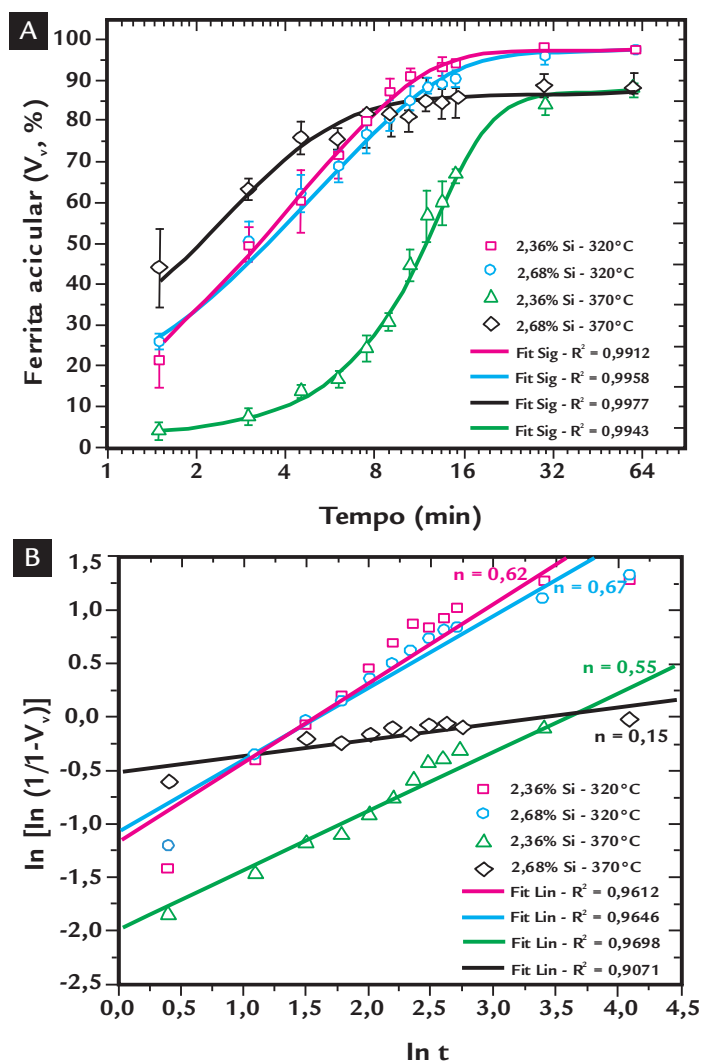 A
Ferrita acicular (Vv, %)
100
90
80
70
60
50
40
30
20
10
0
2,36% Si - 320°C
2,68% Si - 320°C
2,36% Si - 370°C
2,68% Si - 370°C
Fit Sig - R² = 0,9912
Fit Sig - R² = 0,9958
Fit Sig - R² = 0,9977
Fit Sig - R² = 0,9943
1 2 4 8 16 32 64
Tempo (min)
B
ln [ln (1/1-Vv)]
1,5
1,0
0,5
0,0
-0,5
-1,0
-1,5
-2,0
-2,5
n = 0,62
n = 0,67
n = 0,55
n = 0,15
2,36% Si - 320°C
2,68% Si - 320°C
2,36% Si - 370°C
2,68% Si - 370°C
Fit Lin - R² = 0,9612
Fit Lin - R² = 0,9646
Fit Lin - R² = 0,9698
Fit Lin - R² = 0,9071
0,0 0,5 1,0 1,5 2,0 2,5 3,0 3,5 4,0 4,5
ln t